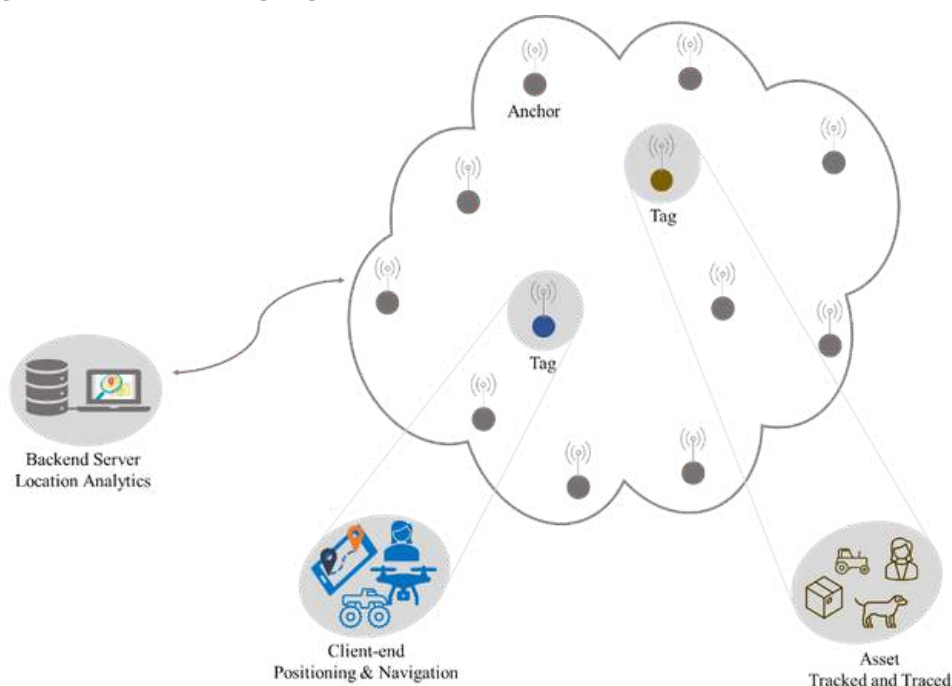 Anchor
Tag
Tag
Backend Server
Location Analytics
Client-end
Positioning & Navigation
Asset
Tracked and Traced